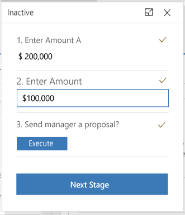 Inactive
1. Enter Amount A
$ 200,000
2. Enter Amount
$100.000
3. Send manager a proposal?
Execute
Next Stage